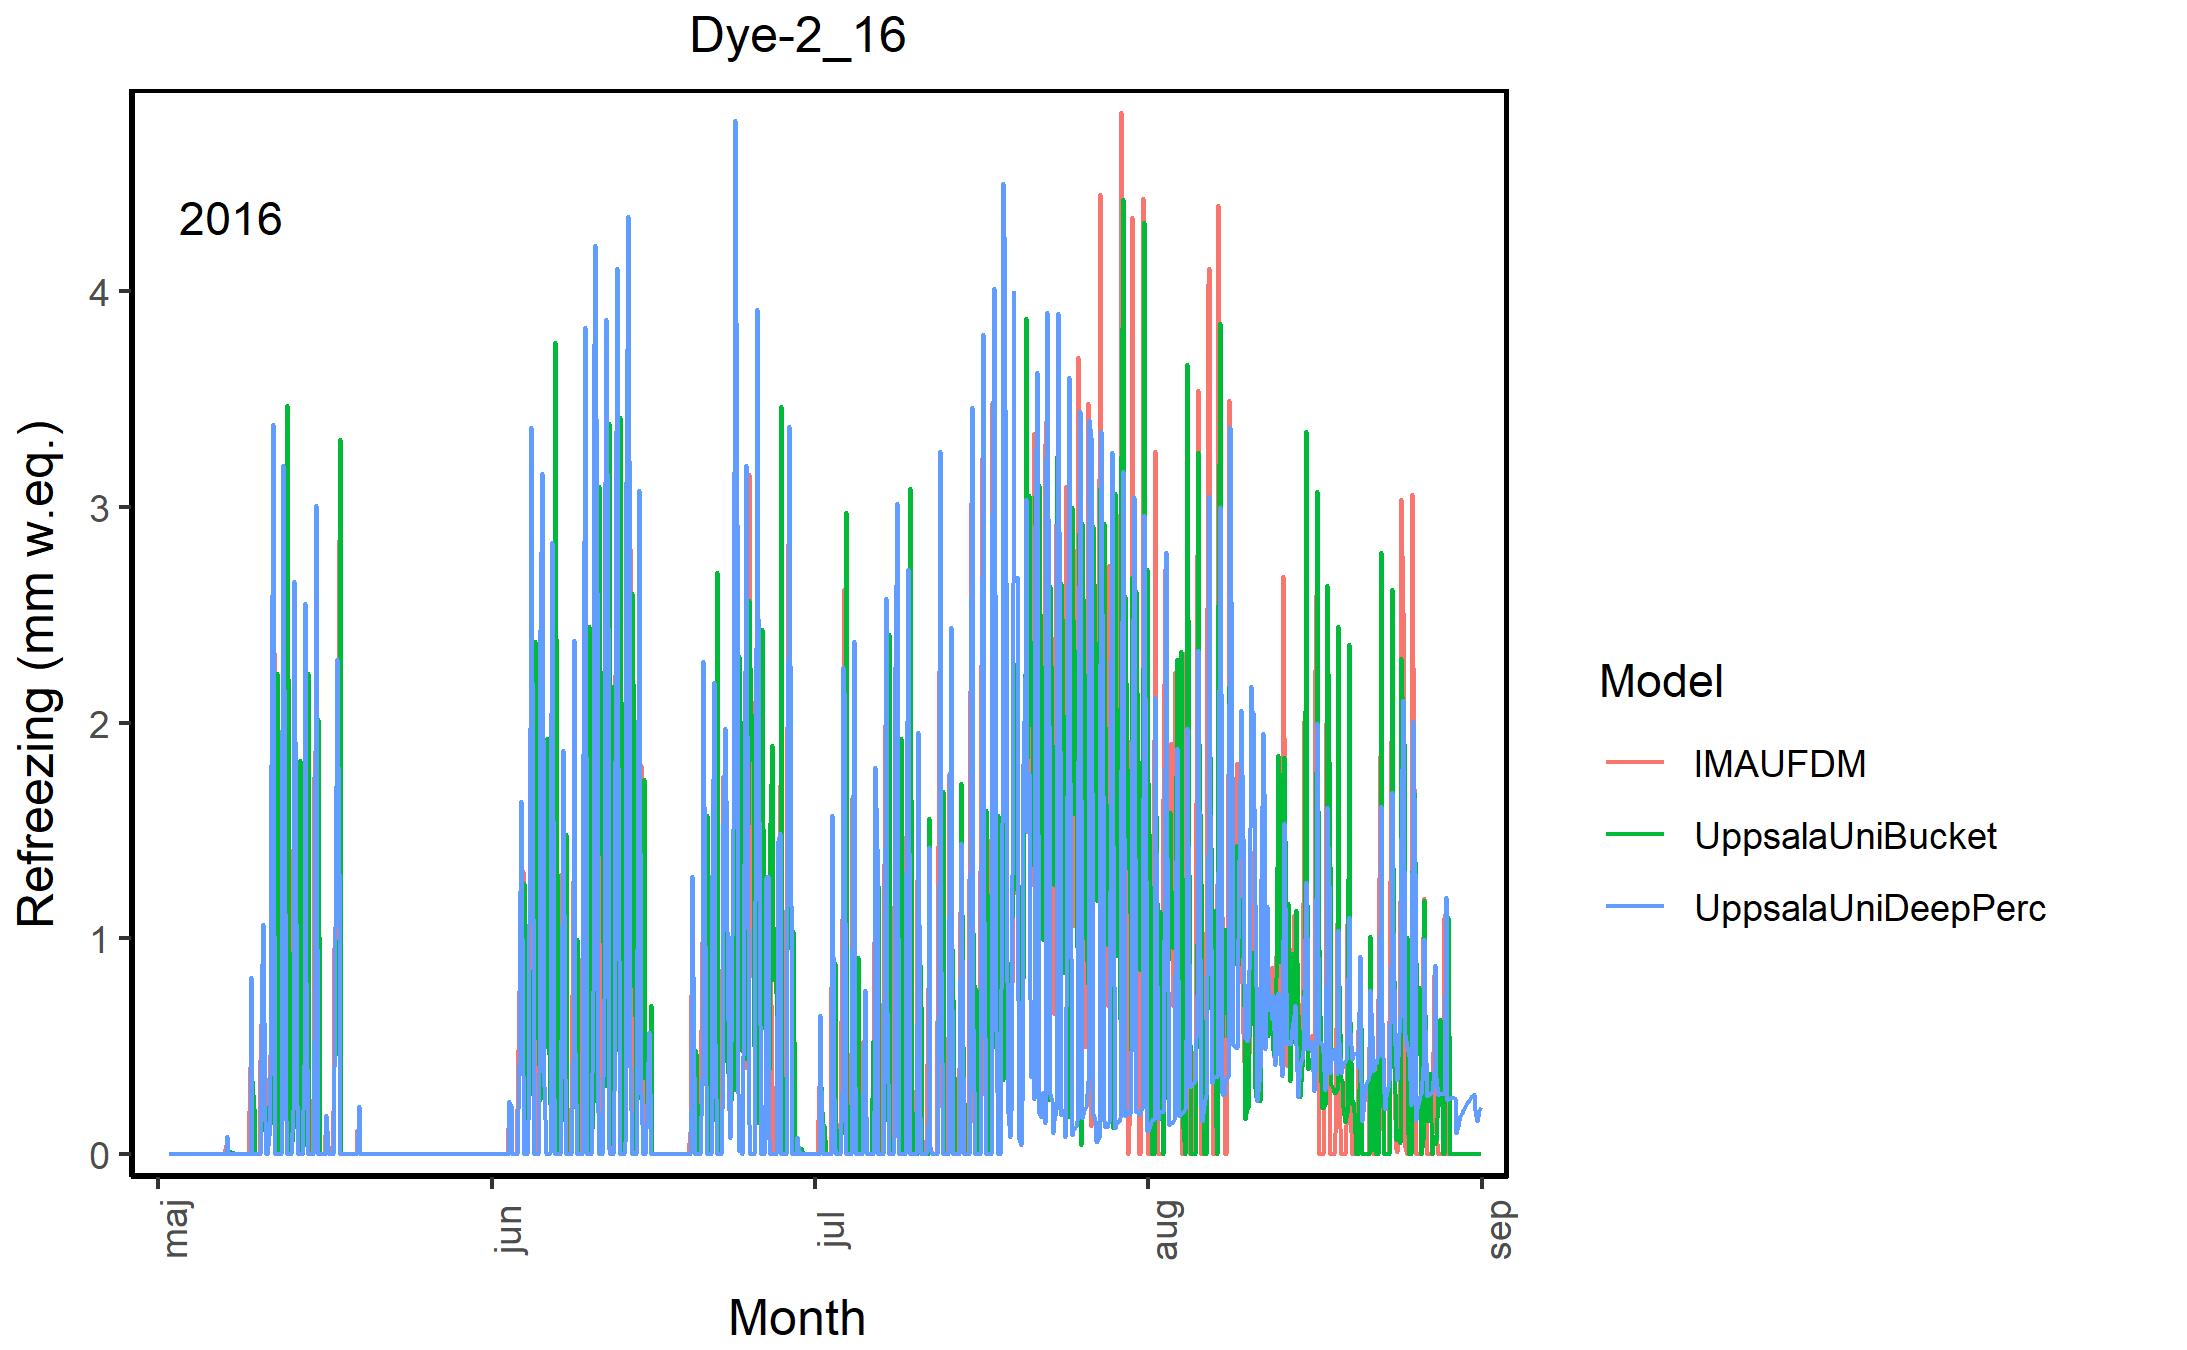 Dye-2_16
2016
Refreezing (mm w.eq.)
4
3
2
1
0
maj
jun
jul
aug
sep
Month
Model
IMAUFDM
UppsalaUniBucket
UppsalaUniDeepPerc